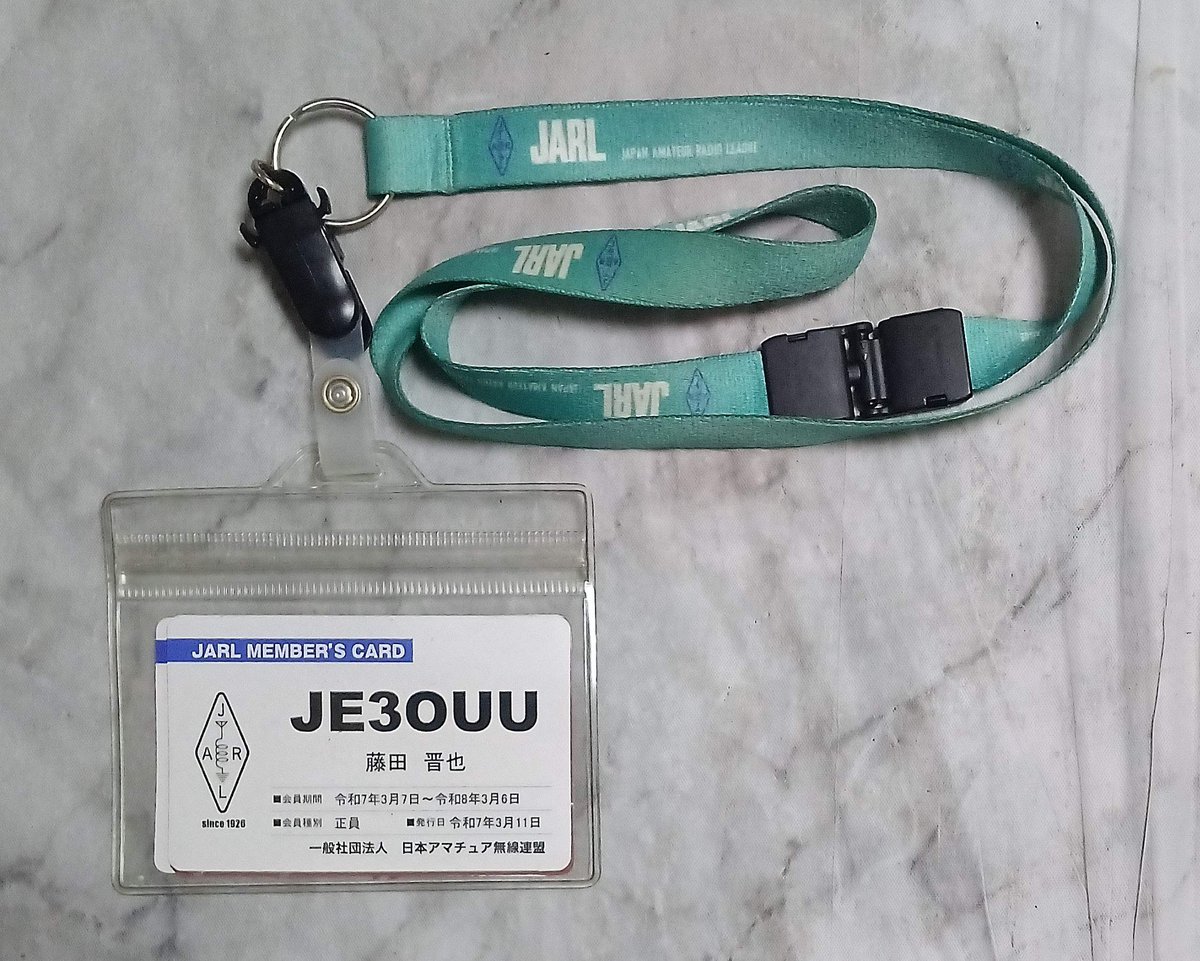 JARL JAPAN AMATEUR RADIO LEAGUE
JARL
JAPAN AMATEUR JARL
JARL MEMBER'S CARD
JE3OUU
藤田 晋也
J
A R
L
since 1926
■会員期間 令和7年3月7日～令和8年3月6日
■会員種別 正員 ■発行日 令和7年3月11日
一般社団法人 日本アマチュア無線連盟